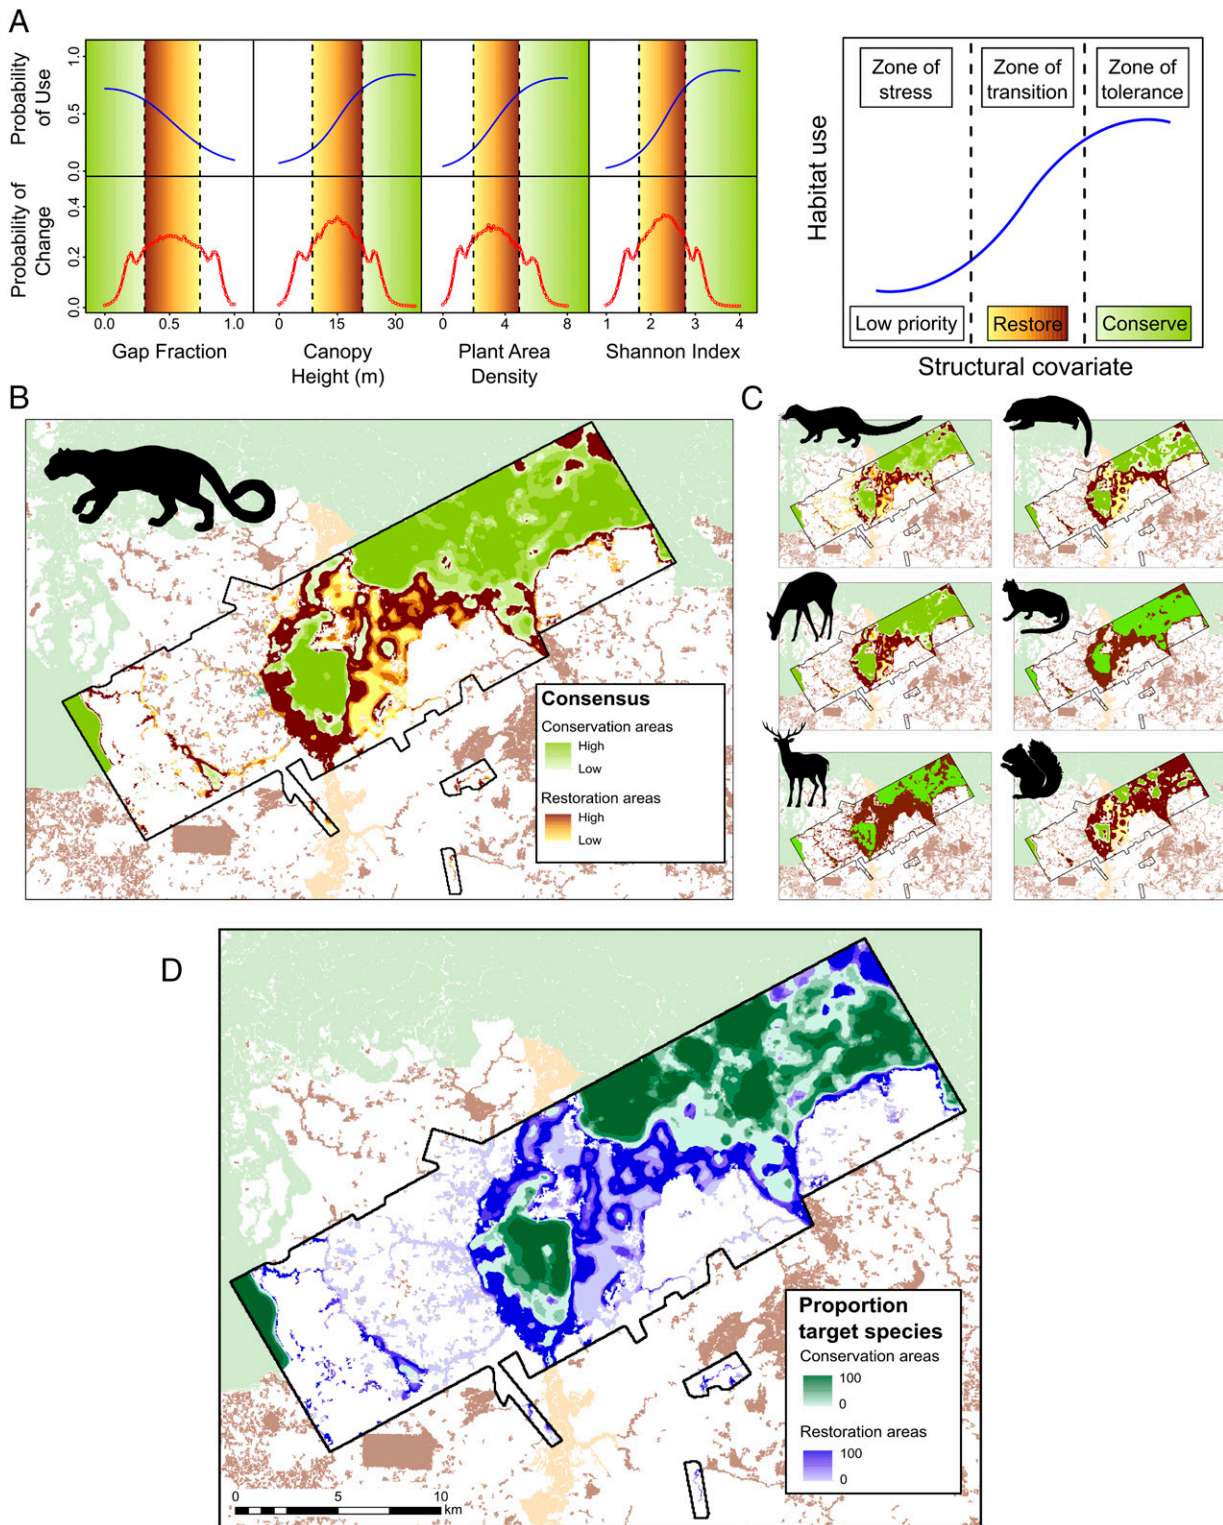 A
Probability of Use
1.0
0.5
0.0
Probability of Change
0.4
0.2
0.0
0.0 0.5 1.0
0 15 30
0 4 8
1 2 3 4
Gap Fraction
Canopy Height (m)
Plant Area Density
Shannon Index
Habitat use
Zone of stress
Zone of transition
Zone of tolerance
Low priority
Restore
Conserve
Structural covariate
B
Consensus
Conservation areas
High
Low
Restoration areas
High
Low
C
D
Proportion target species
Conservation areas
100
0
Restoration areas
100
0
0 5 10
km